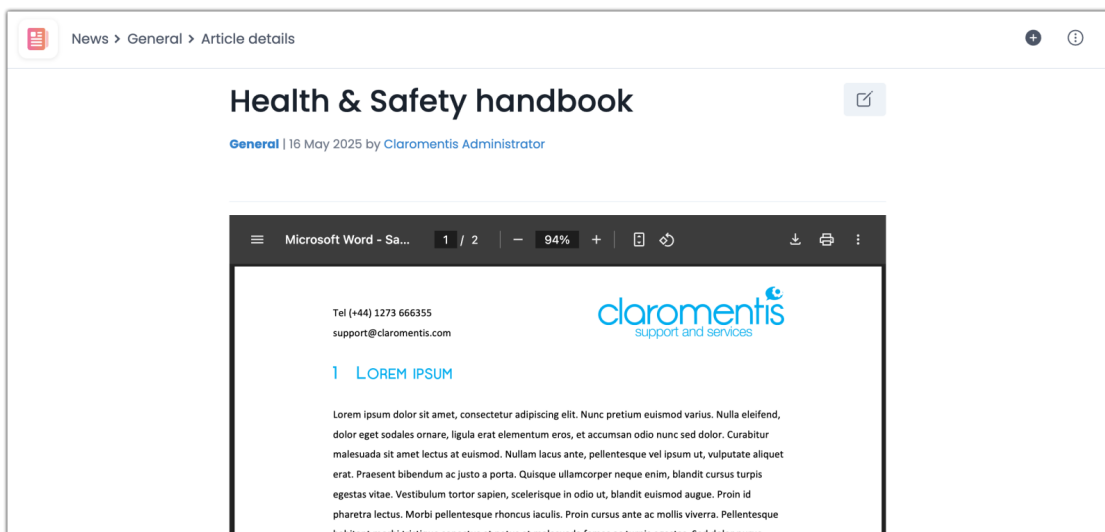 News > General > Article details
Health & Safety handbook
General | 16 May 2025 by Claromentis Administrator
Microsoft Word - Sa... 1 / 2 − 94% +
Tel (+44) 1273 666355
support@claromentis.com
claromentis
support and services
1 LOREM IPSUM
Lorem ipsum dolor sit amet, consectetur adipiscing elit. Nunc pretium euismod varius. Nulla eleifend,
dolor eget sodales ornare, ligula erat elementum eros, et accumsan odio nunc sed dolor. Curabitur
malesuada sit amet lectus at euismod. Nullam lacus ante, pellentesque vel ipsum ut, vulputate aliquet
erat. Praesent bibendum ac justo a porta. Quisque ullamcorper neque enim, blandit cursus turpis
egestas vitae. Vestibulum tortor sapien, scelerisque in odio ut, blandit euismod augue. Proin id
pharetra lectus. Morbi pellentesque rhoncus iaculis. Proin cursus ante ac mollis viverra. Pellentesque